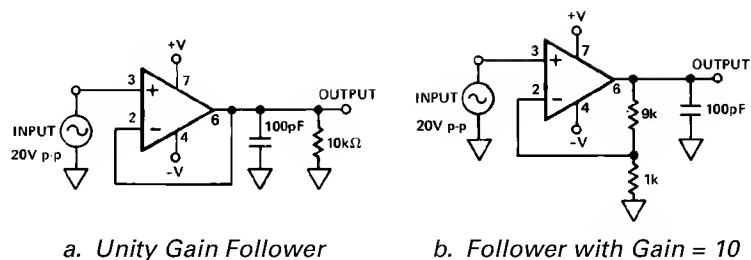 +V
3
7
+
OUTPUT
2
6
−
INPUT
4
100pF
10kΩ
20V p-p
−V
a. Unity Gain Follower
+V
3
7
+
OUTPUT
2
6
−
INPUT
4
9k
100pF
20V p-p
−V
1k
b. Follower with Gain = 10